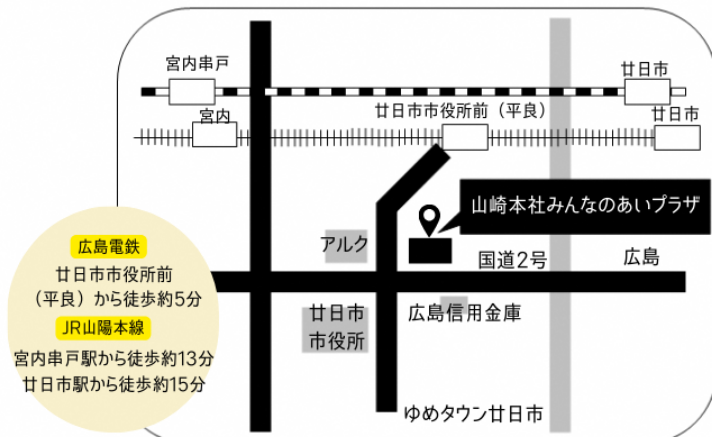 宮内串戸
廿日市
宮内
廿日市市役所前（平良）
廿日市
山崎本社みんなのあいプラザ
アルク
国道2号
広島
広島電鉄
廿日市市役所前
（平良）から徒歩約5分
JR山陽本線
宮内串戸駅から徒歩約13分
廿日市駅から徒歩約15分
廿日市
市役所
広島信用金庫
ゆめタウン廿日市